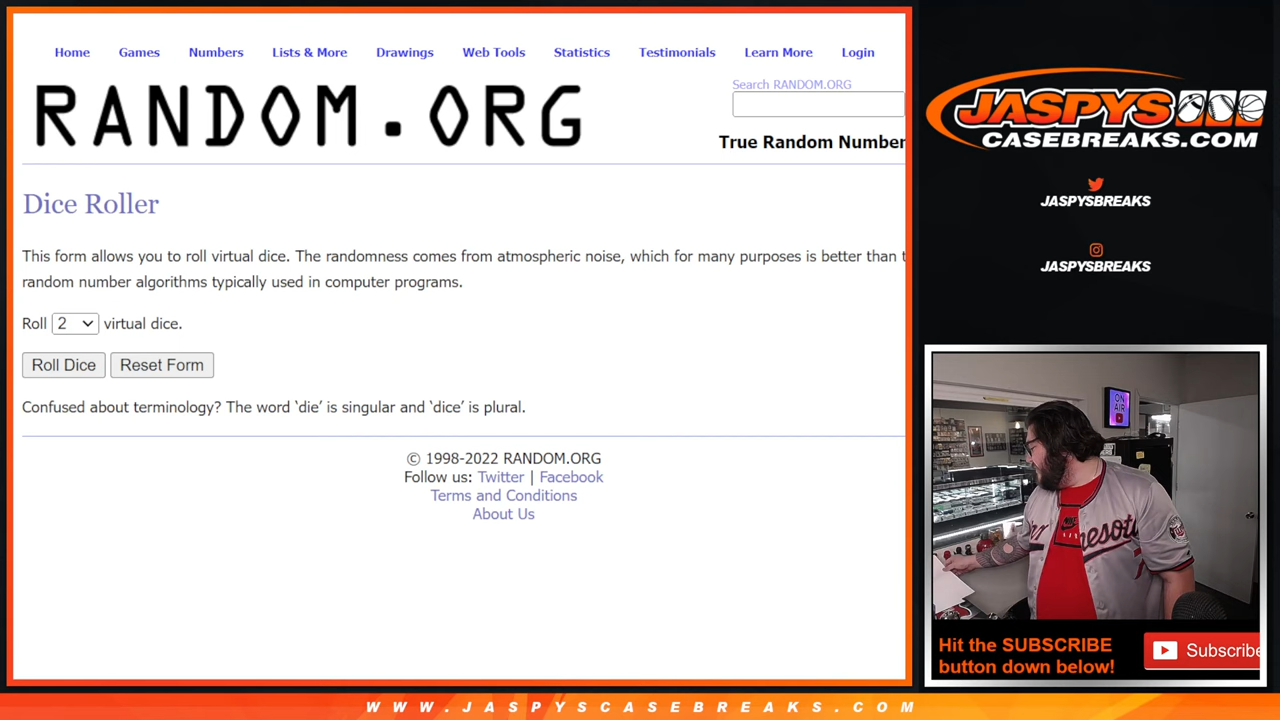 Home Games Numbers Lists & More Drawings Web Tools Statistics Testimonials Learn More Login
RANDOM.ORG
Search RANDOM.ORG
True Random Number
Dice Roller
This form allows you to roll virtual dice. The randomness comes from atmospheric noise, which for many purposes is better than
random number algorithms typically used in computer programs.
Roll 2 virtual dice.
Roll Dice Reset Form
Confused about terminology? The word ‘die’ is singular and ‘dice’ is plural.
© 1998-2022 RANDOM.ORG
Follow us: Twitter | Facebook
Terms and Conditions
About Us
JASPYS
CASEBREAKS.COM
JASPYSBREAKS
JASPYSBREAKS
ON
AIR
Hit the SUBSCRIBE
button down below!
Subscribe
WWW.JASPYSCASEBREAKS.COM